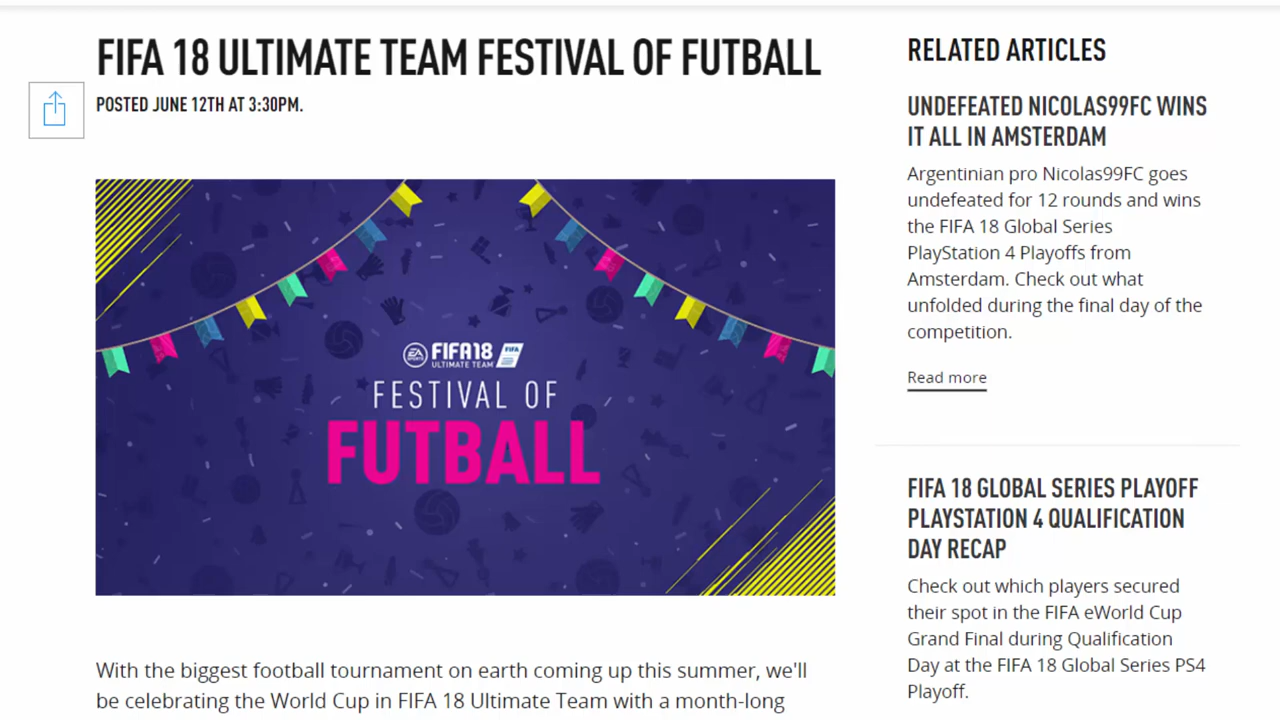 FIFA 18 ULTIMATE TEAM FESTIVAL OF FUTBALL
POSTED JUNE 12TH AT 3:30PM.
EA SPORTS FIFA 18 FIFA
ULTIMATE TEAM
FESTIVAL OF
FUTBALL
With the biggest football tournament on earth coming up this summer, we'll
be celebrating the World Cup in FIFA 18 Ultimate Team with a month-long
RELATED ARTICLES
UNDEFEATED NICOLAS99FC WINS
IT ALL IN AMSTERDAM
Argentinian pro Nicolas99FC goes
undefeated for 12 rounds and wins
the FIFA 18 Global Series
PlayStation 4 Playoffs from
Amsterdam. Check out what
unfolded during the final day of the
competition.
Read more
FIFA 18 GLOBAL SERIES PLAYOFF
PLAYSTATION 4 QUALIFICATION
DAY RECAP
Check out which players secured
their spot in the FIFA eWorld Cup
Grand Final during Qualification
Day at the FIFA 18 Global Series PS4
Playoff.